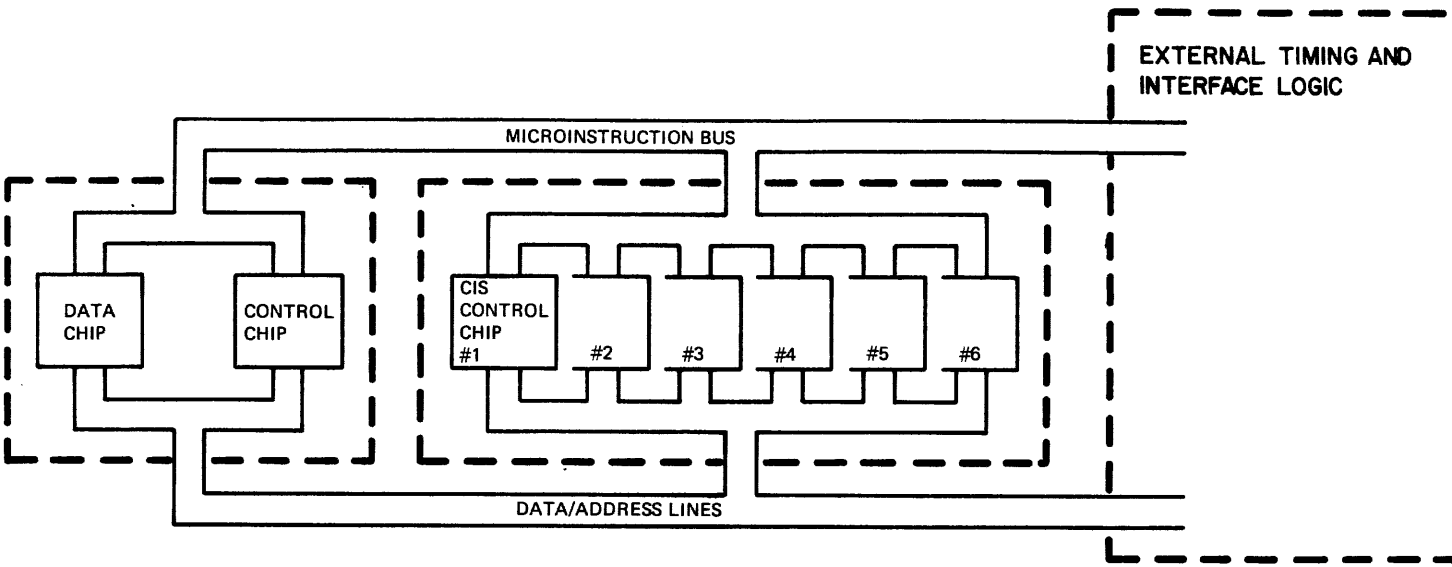 EXTERNAL TIMING AND
INTERFACE LOGIC
MICROINSTRUCTION BUS
DATA
CHIP
CONTROL
CHIP
CIS
CONTROL
CHIP
#1
#2
#3
#4
#5
#6
DATA/ADDRESS LINES